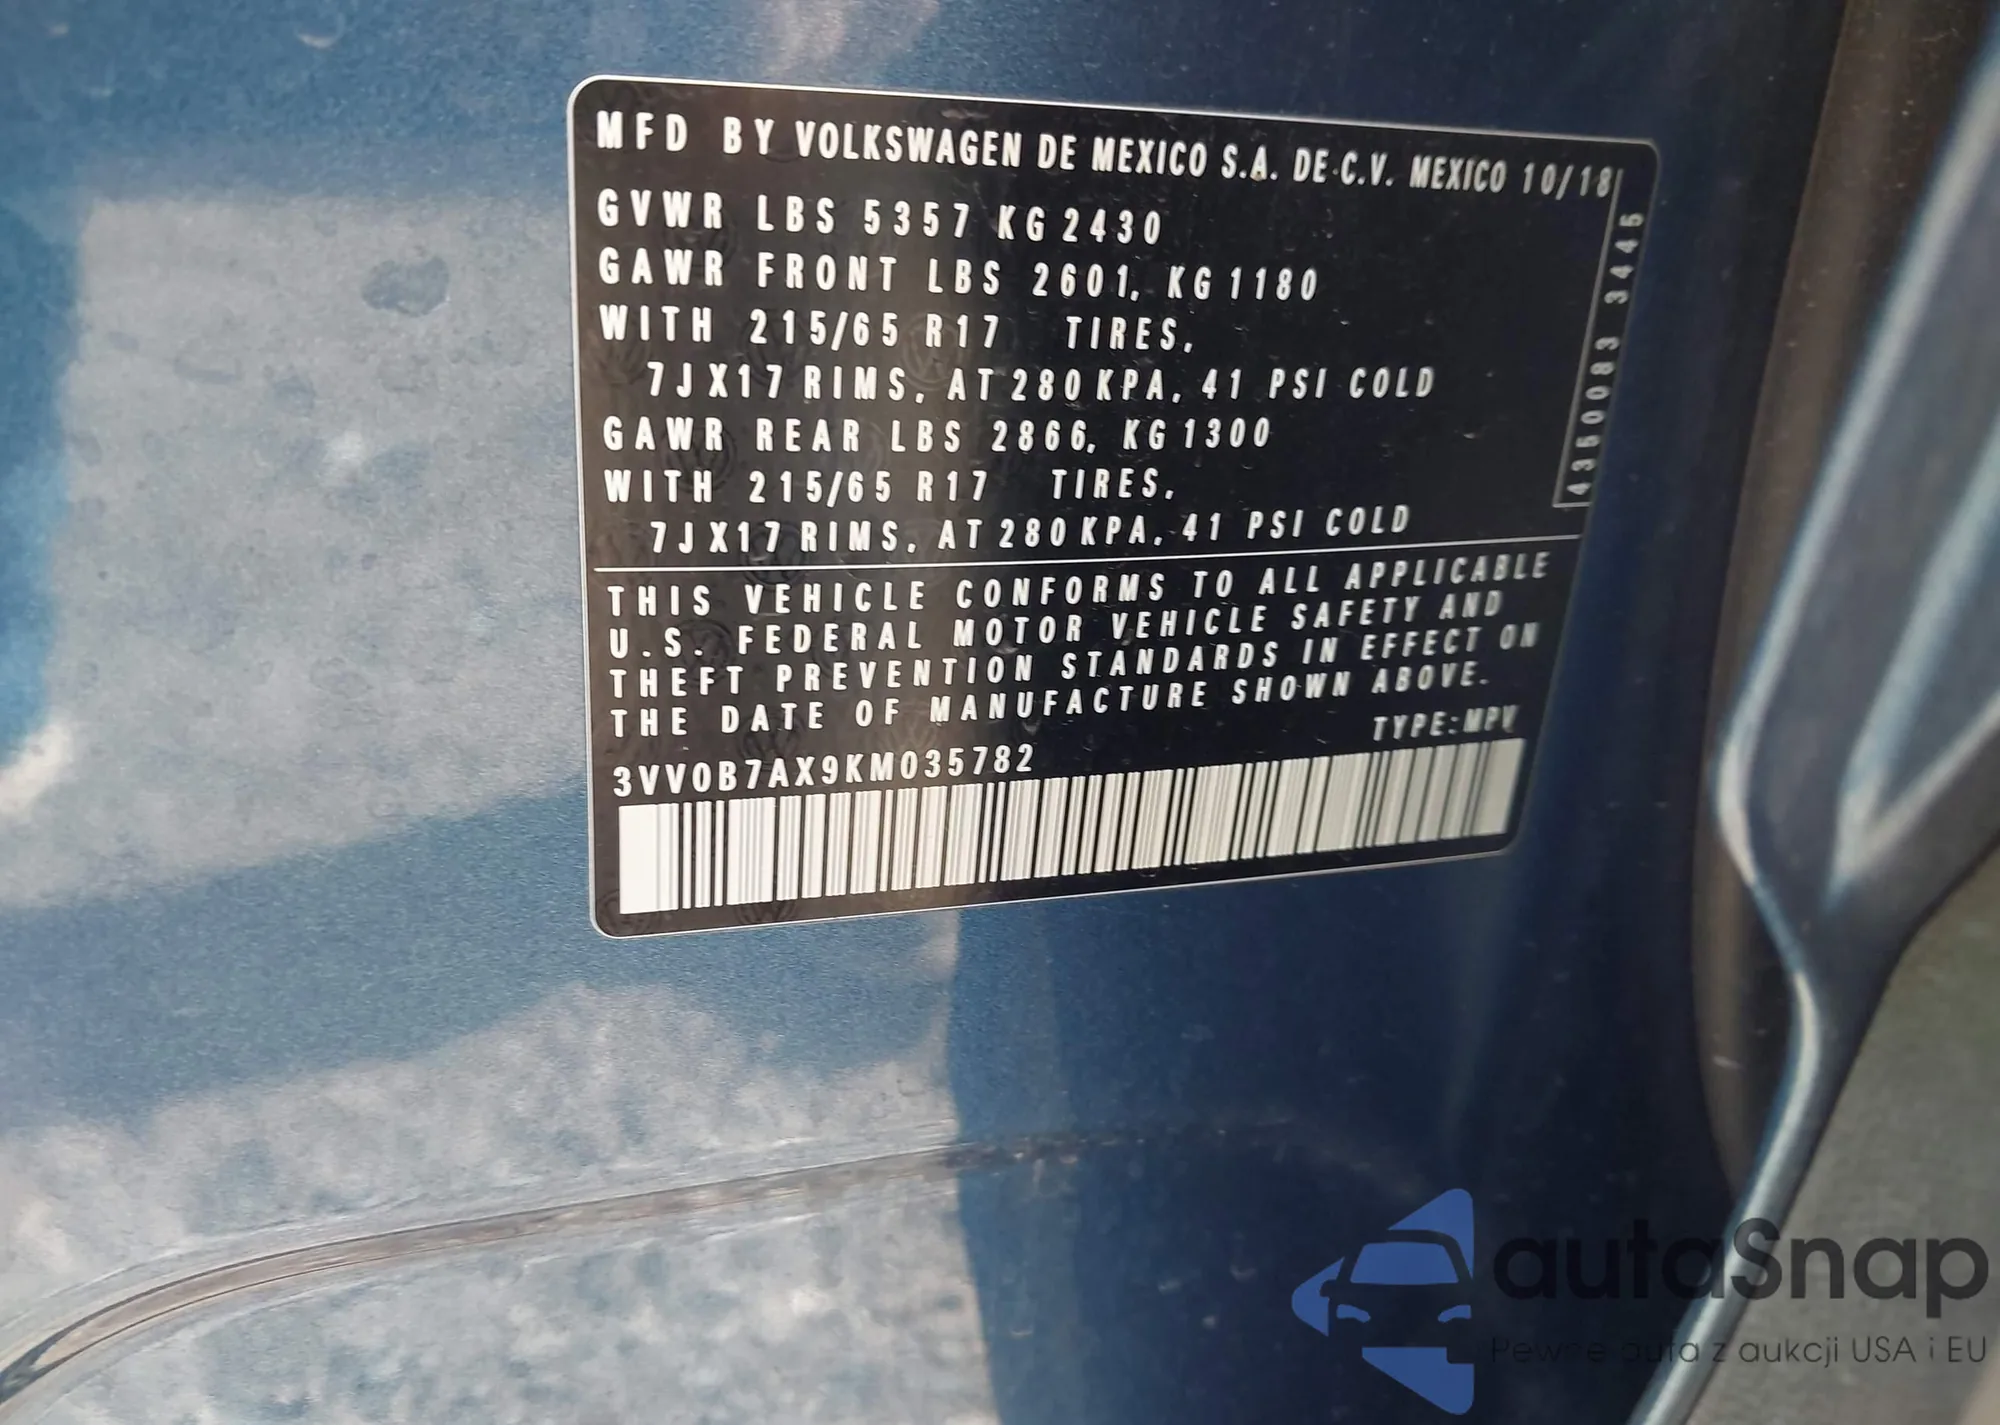 MFD BY VOLKSWAGEN DE MEXICO S.A. DE C.V. MEXICO 10/18
GVWR LBS 5357 KG 2430
GAWR FRONT LBS 2601, KG 1180
WITH 215/65 R17 TIRES,
7JX17 RIMS, AT 280 KPA, 41 PSI COLD
GAWR REAR LBS 2866, KG 1300
WITH 215/65 R17 TIRES,
7JX17 RIMS, AT 280 KPA, 41 PSI COLD
4350083 3445
THIS VEHICLE CONFORMS TO ALL APPLICABLE
U.S. FEDERAL MOTOR VEHICLE SAFETY AND
THEFT PREVENTION STANDARDS IN EFFECT ON
THE DATE OF MANUFACTURE SHOWN ABOVE.
TYPE:MPV
3VV0B7AX9KM035782
autaSnap
Pewne auta z aukcji USA i EU